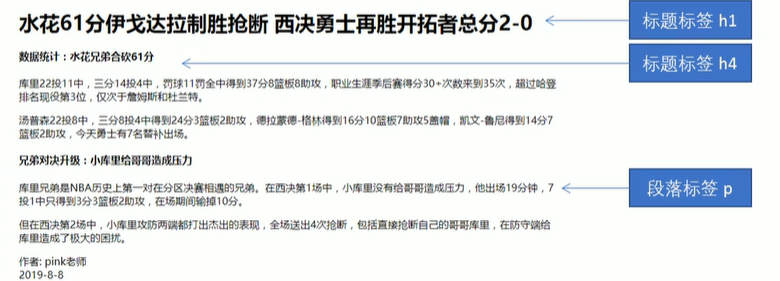 水花61分伊戈达拉制胜抢断 西决勇士再胜开拓者总分2-0
标题标签 h1
数据统计：水花兄弟合砍61分
标题标签 h4
库里22投11中，三分14投4中，罚球11罚全中得到37分8篮板8助攻，职业生涯季后赛得分30+次数来到35次，超过哈登
排名现役第3位，仅次于詹姆斯和杜兰特。
汤普森22投8中，三分8投4中得到24分3篮板2助攻，德拉蒙德-格林得到16分10篮板7助攻5盖帽，凯文-鲁尼得到14分7
篮板2助攻，今天勇士有7名替补出场。
兄弟对决升级：小库里给哥哥造成压力
库里兄弟是NBA历史上第一对在分区决赛相遇的兄弟。在西决第1场中，小库里没有给哥哥造成压力，他出场19分钟，7
投1中只得到3分3篮板2助攻，在场期间输掉10分。
段落标签 p
但在西决第2场中，小库里攻防两端都打出杰出的表现，全场送出4次抢断，包括直接抢断自己的哥哥库里，在防守端给
库里造成了极大的困扰。
作者: pink老师
2019-8-8